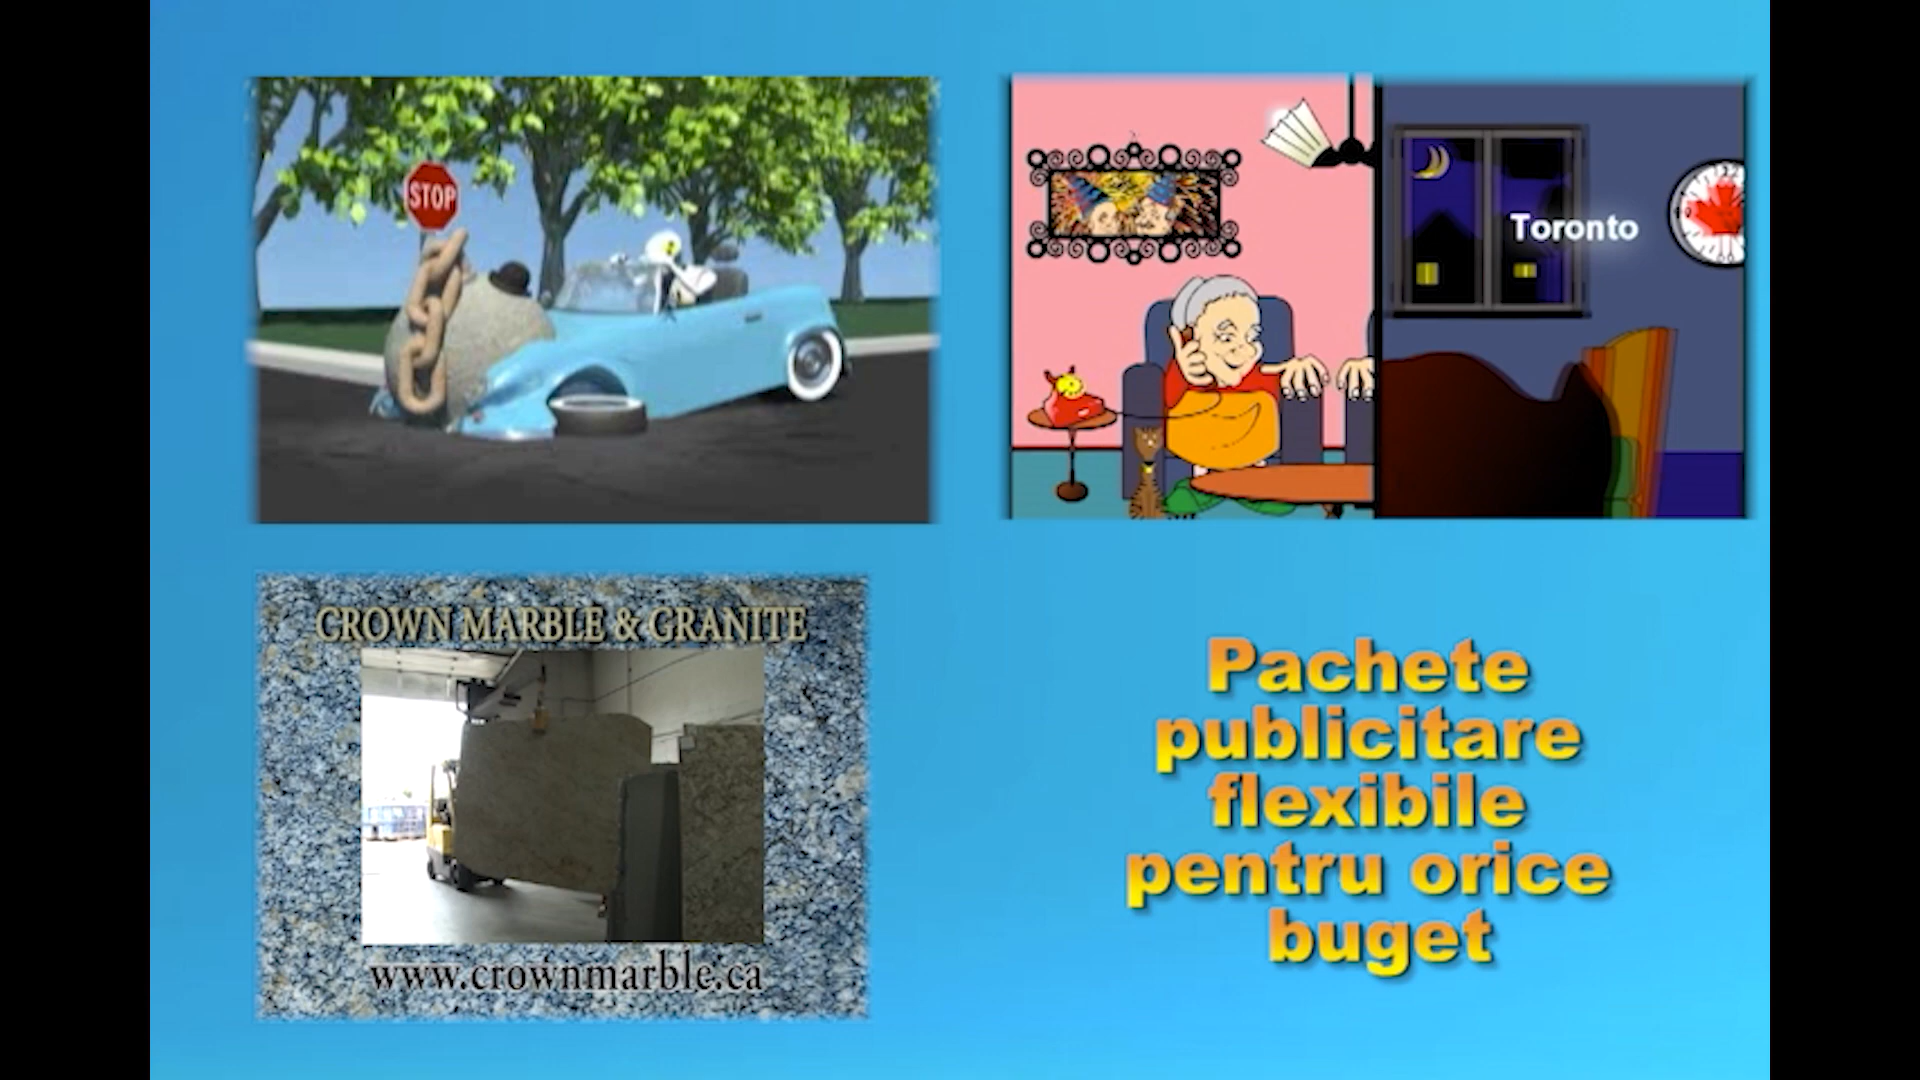 STOP
Toronto
CROWN MARBLE & GRANITE
www.crownmarble.ca
Pachete
publicitare
flexibile
pentru orice
buget